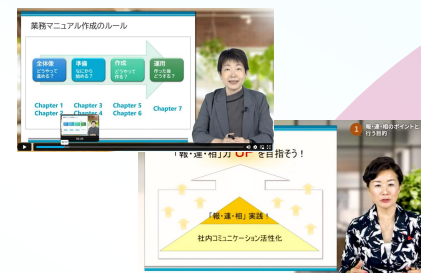 業務マニュアル作成のルール
全体像
どうやって
進める？
準備
なにから
始める？
作成
どうやって
作る？
運用
作った後
どうする？
Chapter 1
Chapter 2
Chapter 3
Chapter 4
Chapter 5
Chapter 6
Chapter 7
1 報・連・相のポイントと
行う目的
「報・連・相」力 UP を目指そう！
「報・連・相」実践！
社内コミュニケーション活性化